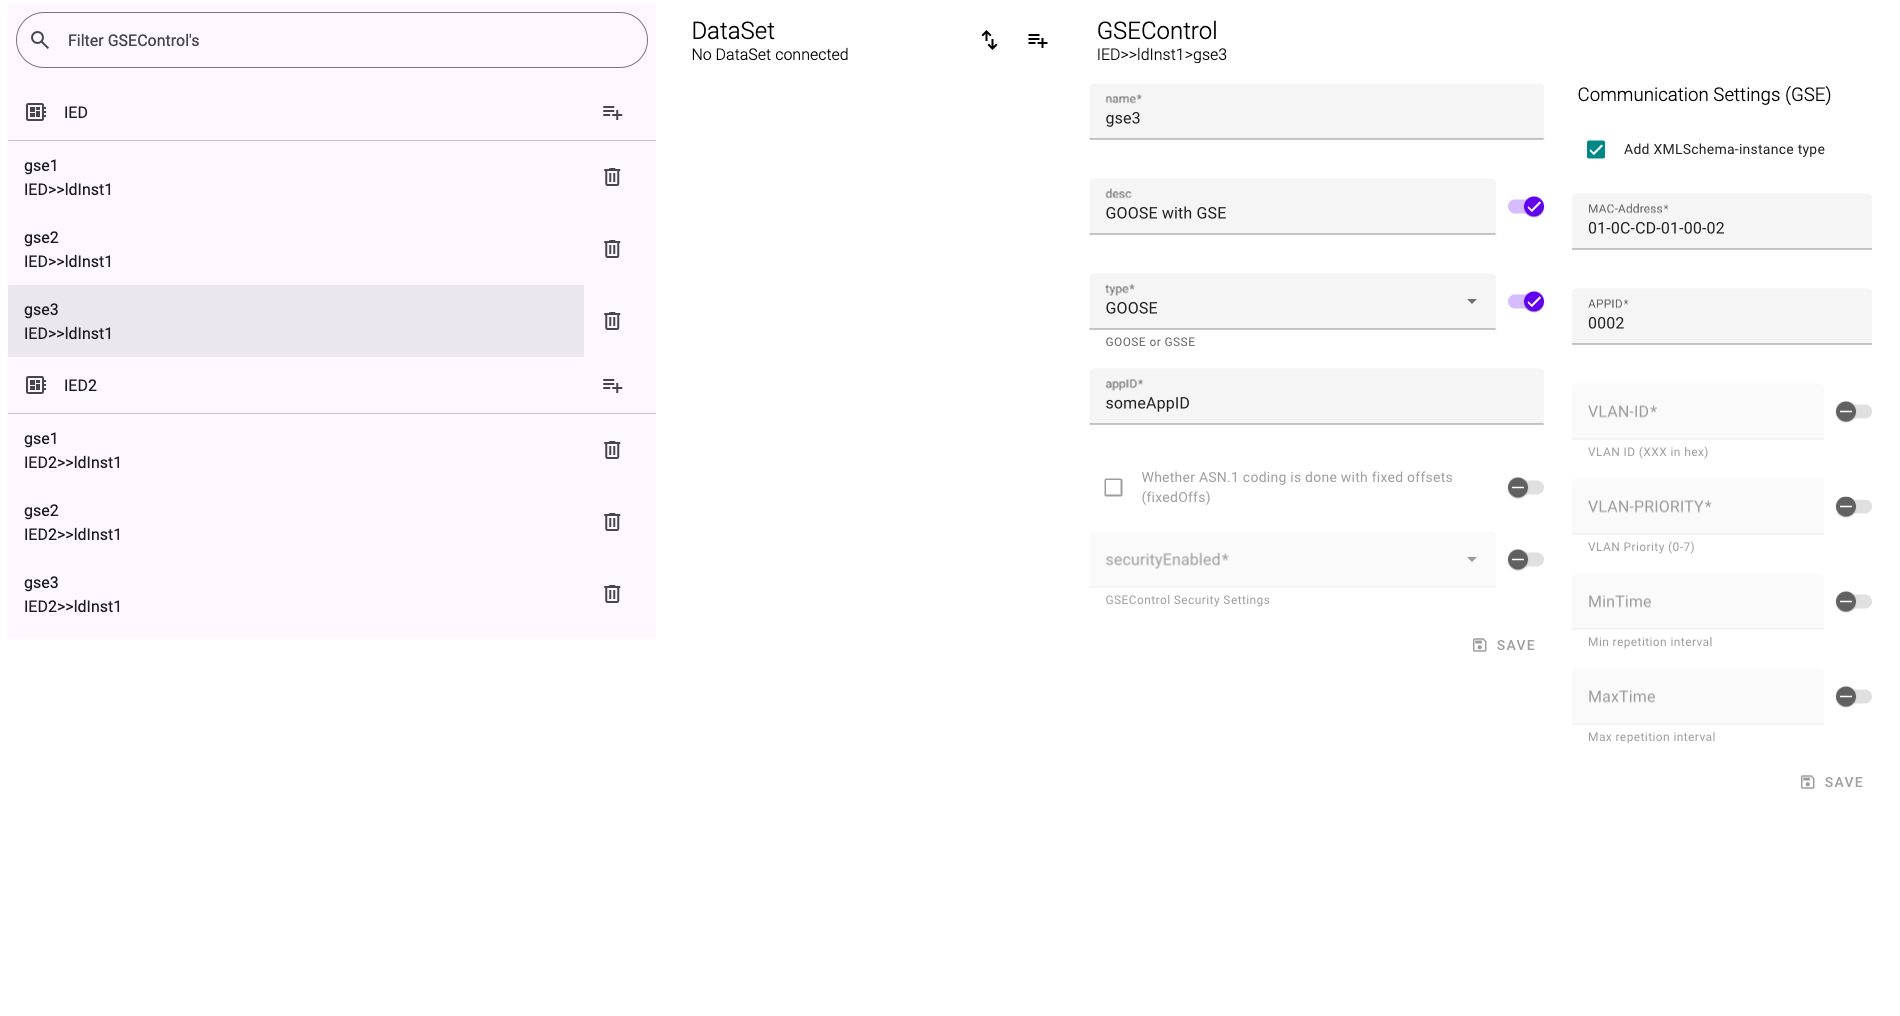 Filter GSEControl's
IED
gse1
IED>>ldInst1
gse2
IED>>ldInst1
gse3
IED>>ldInst1
IED2
gse1
IED2>>ldInst1
gse2
IED2>>ldInst1
gse3
IED2>>ldInst1
DataSet
No DataSet connected
GSEControl
IED>>ldInst1>gse3
name*
gse3
desc
GOOSE with GSE
type*
GOOSE
GOOSE or GSSE
appID*
someAppID
Whether ASN.1 coding is done with fixed offsets
(fixedOffs)
securityEnabled*
GSEControl Security Settings
SAVE
Communication Settings (GSE)
Add XMLSchema-instance type
MAC-Address*
01-0C-CD-01-00-02
APPID*
0002
VLAN-ID*
VLAN ID (XXX in hex)
VLAN-PRIORITY*
VLAN Priority (0-7)
MinTime
Min repetition interval
MaxTime
Max repetition interval
SAVE